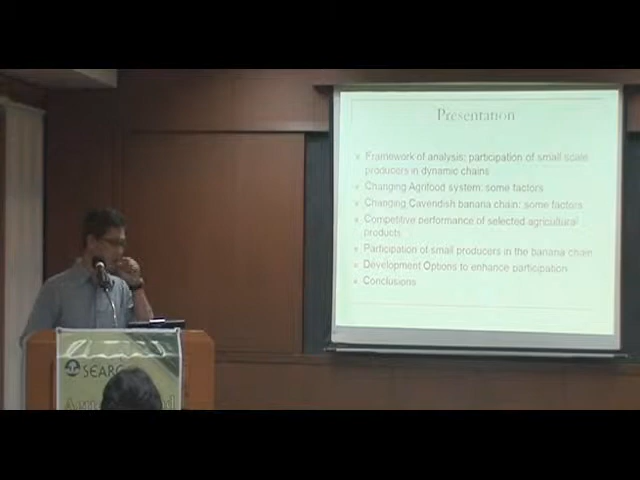 Presentation
Framework of analysis: participation of small scale
producers in dynamic chains
Changing Agrifood system: some factors
Changing Cavendish banana chain: some factors
Competitive performance of selected agricultural
products
Participation of small producers in the banana chain
Development Options to enhance participation
Conclusions